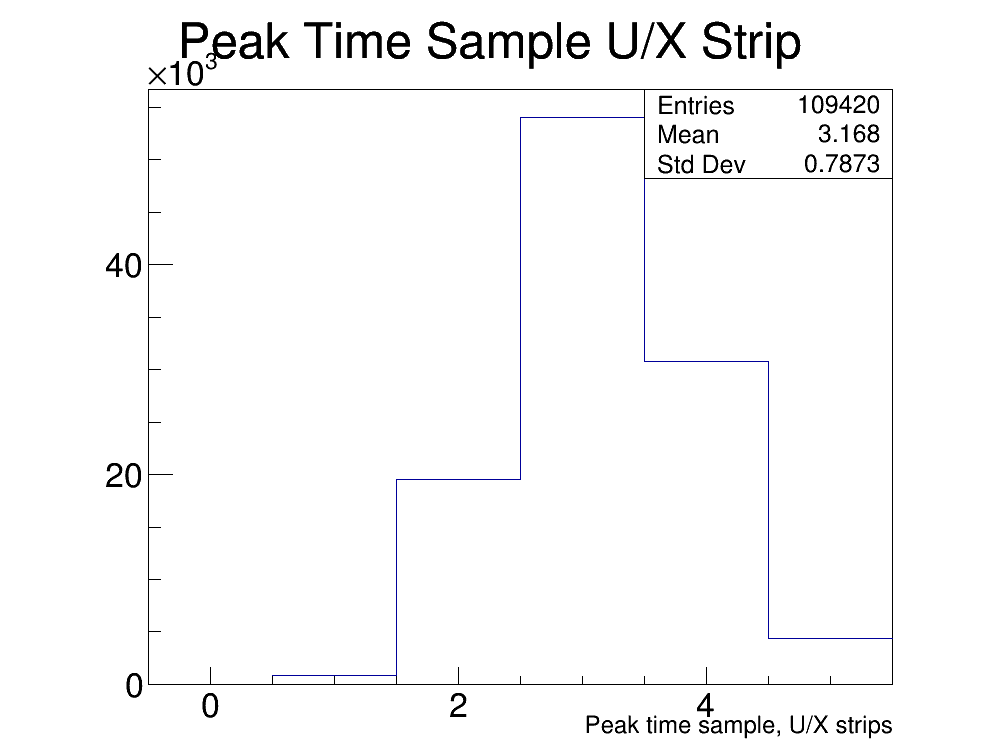 Peak Time Sample U/X Strip
×10³
Entries 109420
Mean 3.168
Std Dev 0.7873
40
20
0
0 2 4
Peak time sample, U/X strips